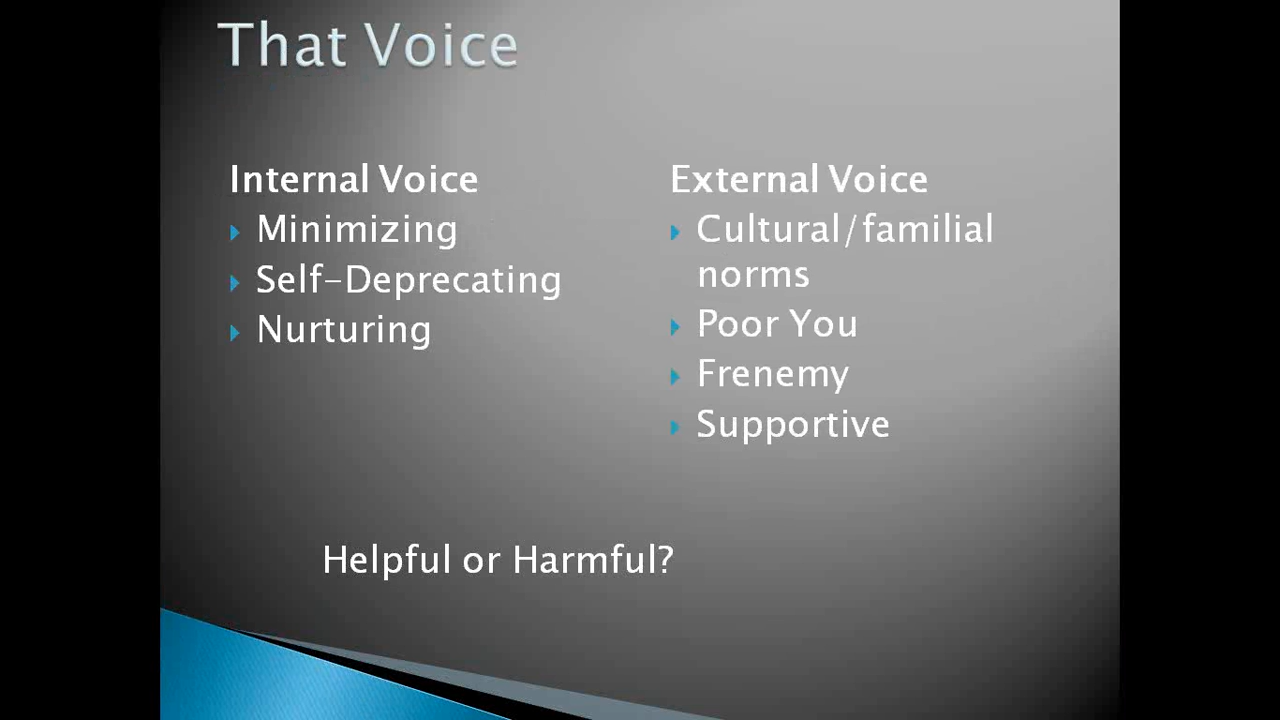 That Voice
Internal Voice
Minimizing
Self-Deprecating
Nurturing
External Voice
Cultural/familial
norms
Poor You
Frenemy
Supportive
Helpful or Harmful?